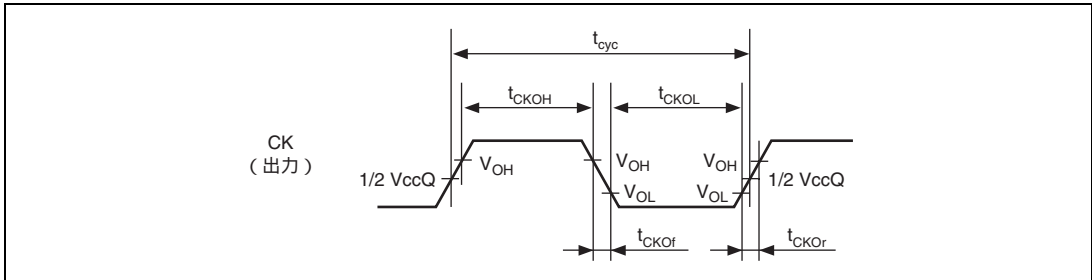 tcyc
tCKOH
tCKOL
CK
（出力）
1/2 VccQ
VOH
VOH
VOL
VOH
VOL
1/2 VccQ
tCKOf
tCKOr